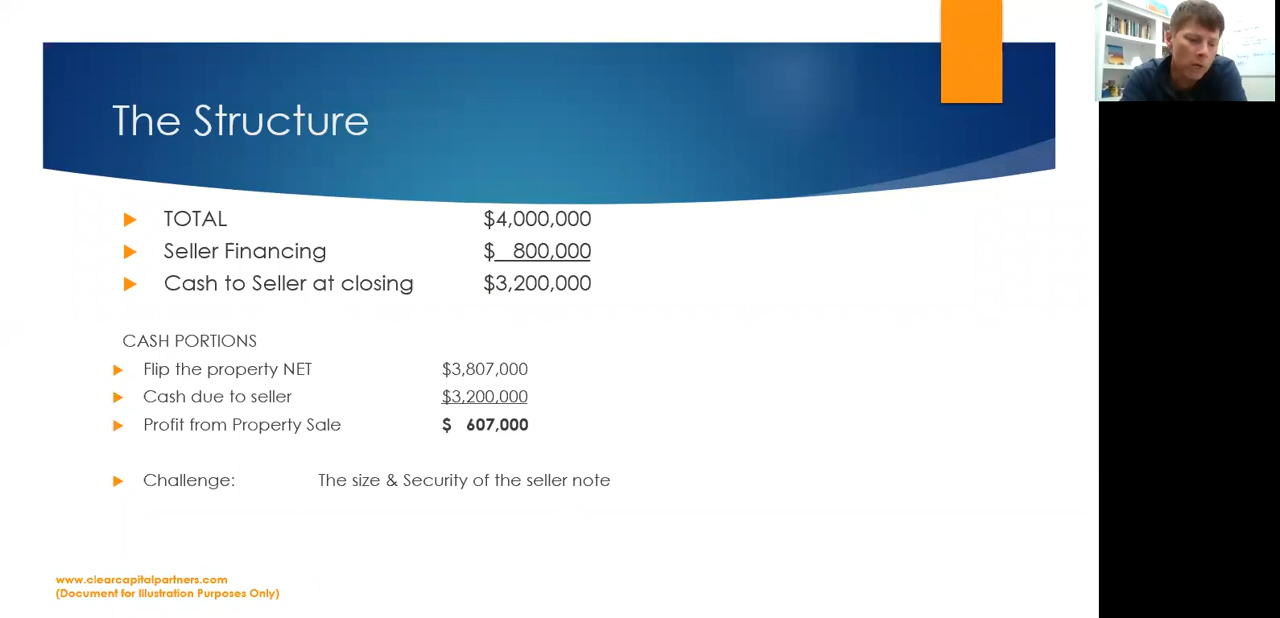 The Structure
TOTAL $4,000,000
Seller Financing $ 800,000
Cash to Seller at closing $3,200,000
CASH PORTIONS
Flip the property NET $3,807,000
Cash due to seller $3,200,000
Profit from Property Sale $ 607,000
Challenge: The size & Security of the seller note
www.clearcapitalpartners.com
(Document for Illustration Purposes Only)